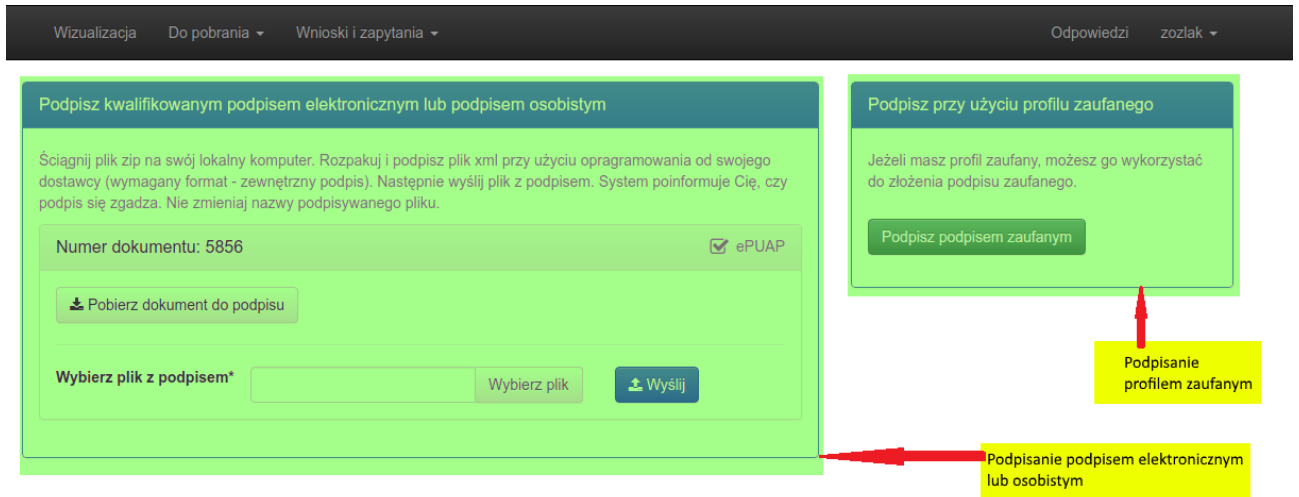 Wizualizacja Do pobrania Wnioski i zapytania Odpowiedzi zozlak
Podpisz kwalifikowanym podpisem elektronicznym lub podpisem osobistym
Ściągnij plik zip na swój lokalny komputer. Rozpakuj i podpisz plik xml przy użyciu opragramowania od swojego
dostawcy (wymagany format - zewnętrzny podpis). Następnie wyślij plik z podpisem. System poinformuje Cię, czy
podpis się zgadza. Nie zmieniaj nazwy podpisywanego pliku.
Numer dokumentu: 5856 ePUAP
Pobierz dokument do podpisu
Wybierz plik z podpisem* Wybierz plik Wyślij
Podpisz przy użyciu profilu zaufanego
Jeżeli masz profil zaufany, możesz go wykorzystać
do złożenia podpisu zaufanego.
Podpisz podpisem zaufanym
Podpisanie
profilem zaufanym
Podpisanie podpisem elektronicznym
lub osobistym